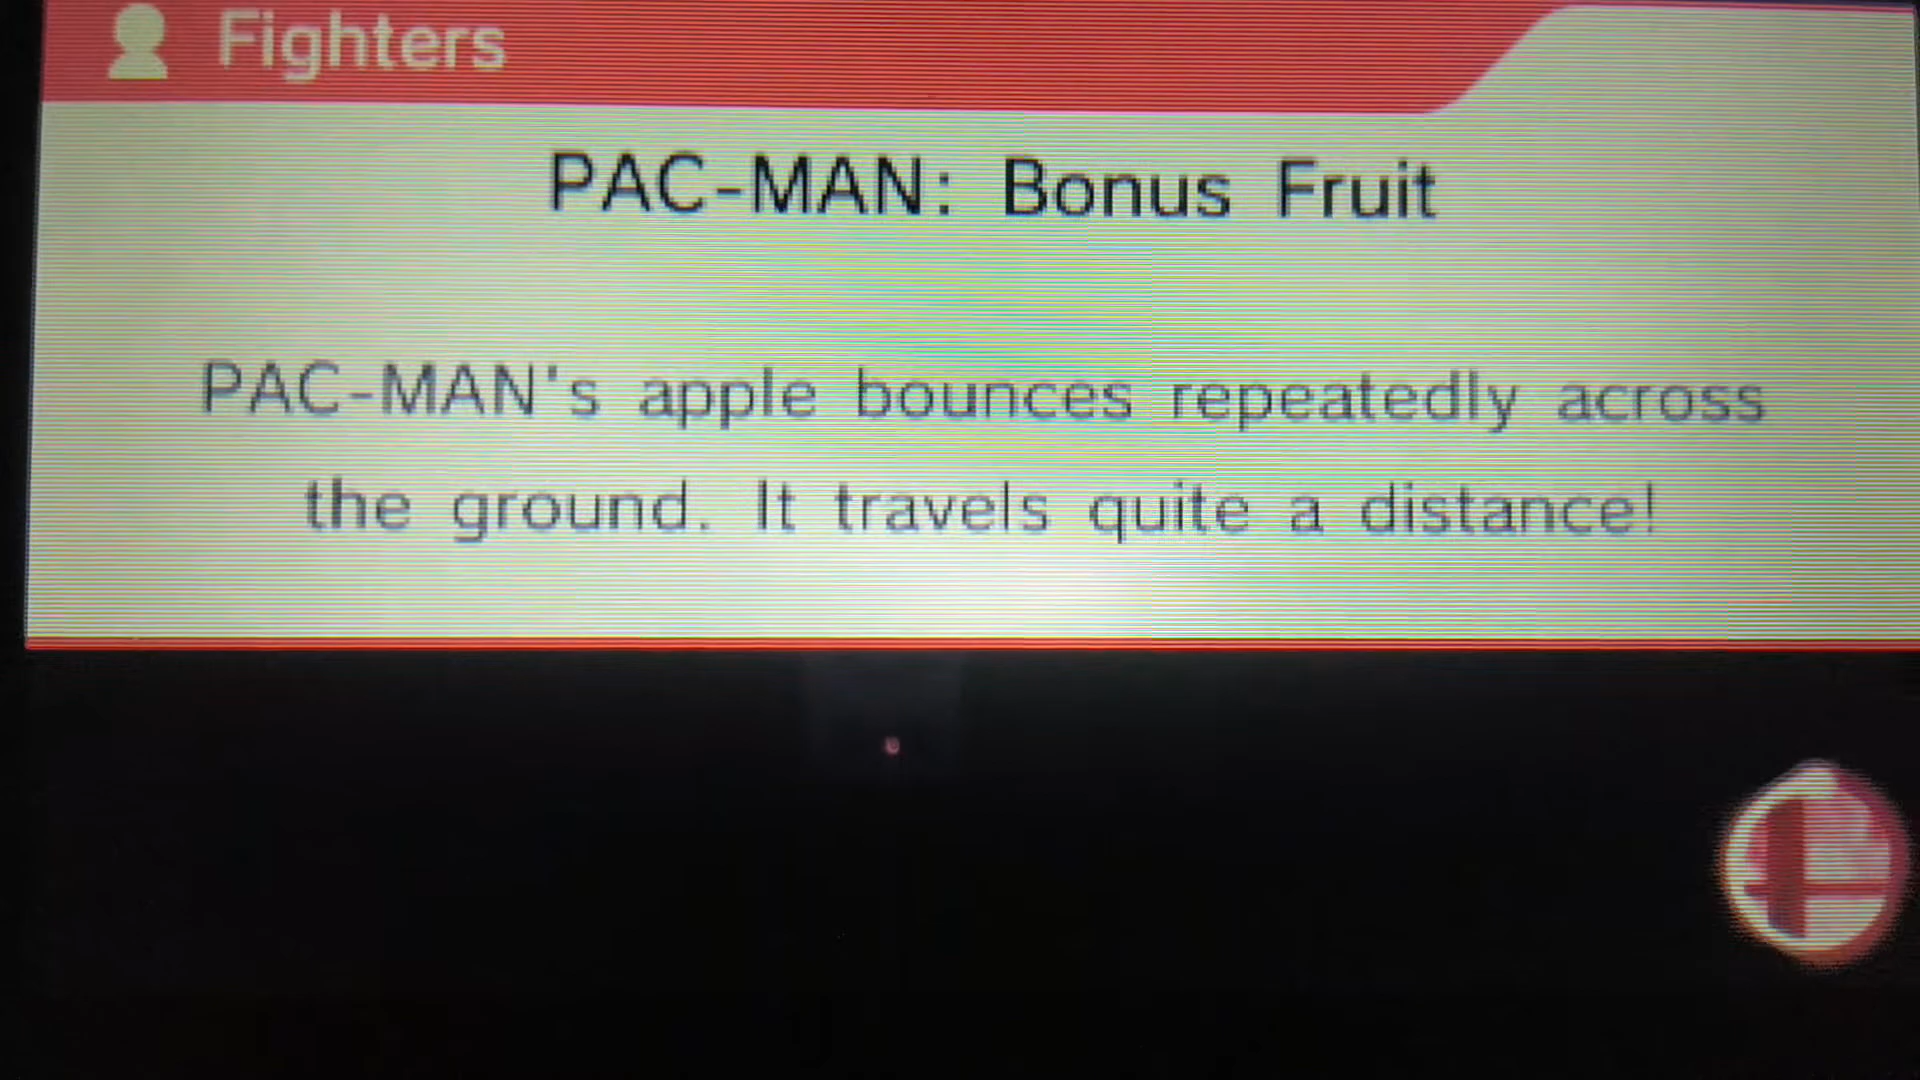 Fighters
PAC-MAN: Bonus Fruit
PAC-MAN's apple bounces repeatedly across
the ground. It travels quite a distance!